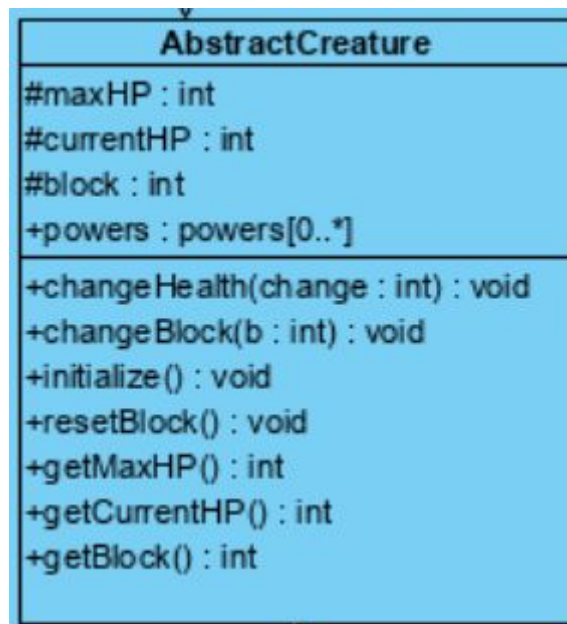 AbstractCreature
#maxHP : int
#currentHP : int
#block : int
+powers : powers[0..*]
+changeHealth(change : int) : void
+changeBlock(b : int) : void
+initialize() : void
+resetBlock() : void
+getMaxHP() : int
+getCurrentHP() : int
+getBlock() : int